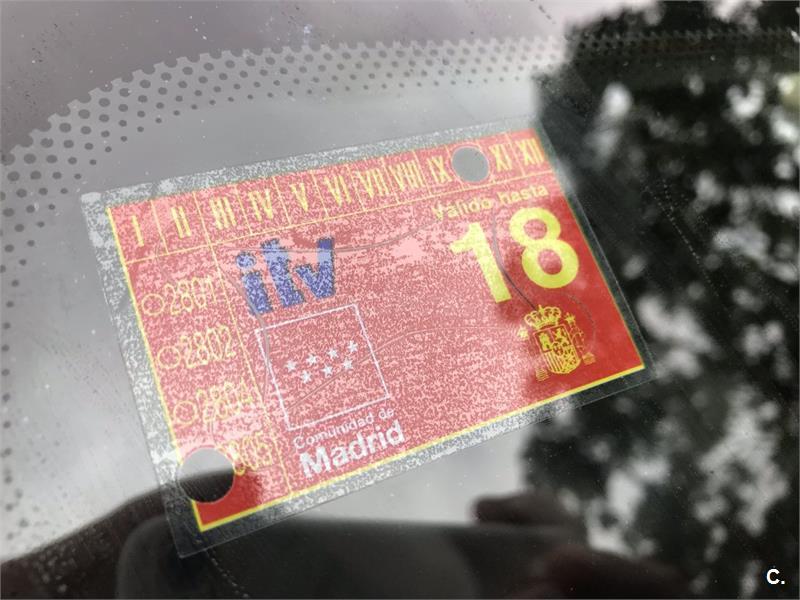 I II III IV V VI VII VIII IX XI XII
Válido hasta
18
itv
2801
2802
2804
805
Comunidad de
Madrid
C.